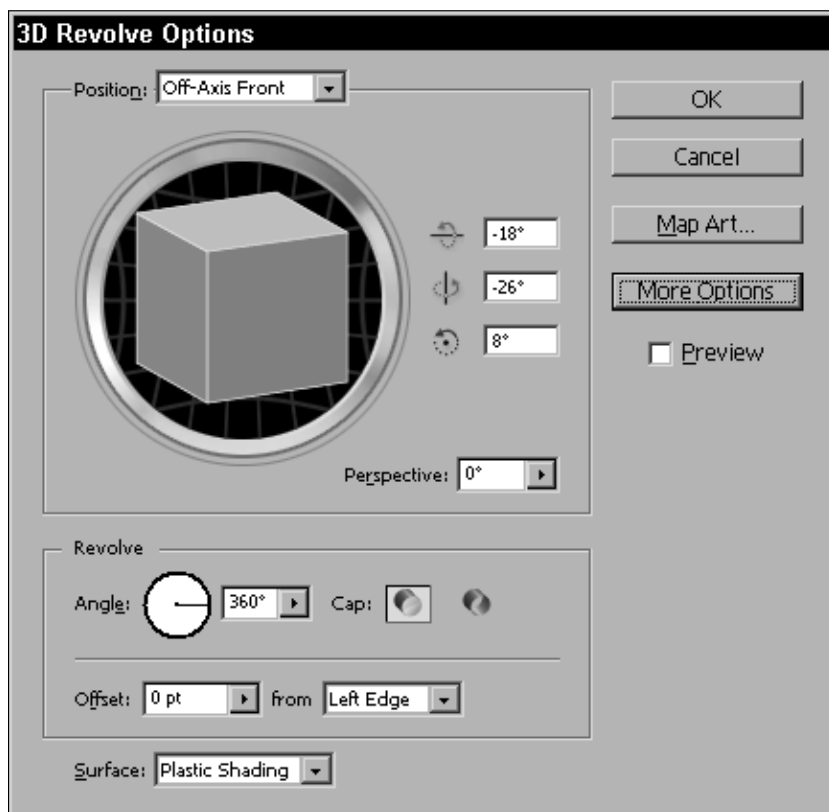 3D Revolve Options
Position: Off-Axis Front
OK
Cancel
Map Art...
More Options
Preview
-18°
-26°
8°
Perspective: 0°
Revolve
Angle: 360° Cap:
Offset: 0 pt from Left Edge
Surface: Plastic Shading